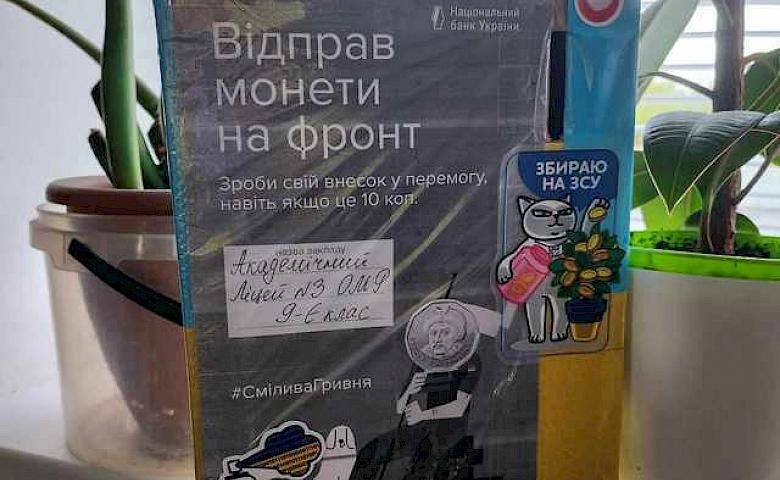 Національний
банк України
Відправ
монети
на фронт
Зроби свій внесок у перемогу,
навіть якщо це 10 коп.
ЗБИРАЮ
НА ЗСУ
назва закладу
Академічний
Ліцей №3 ОМР
9-Є клас
#СміливаГривня